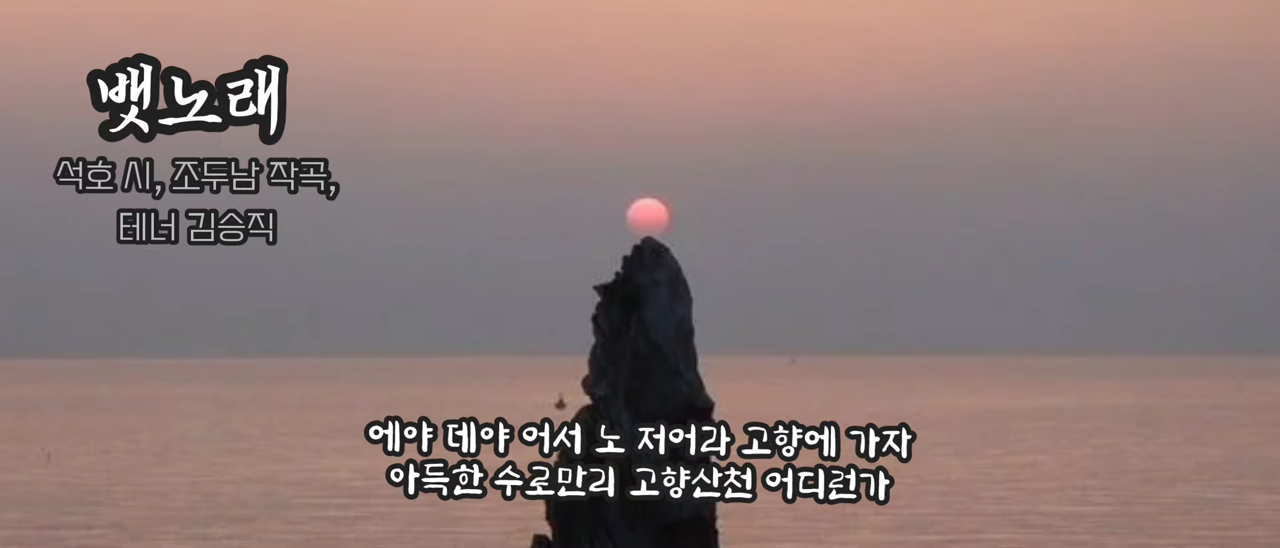 뱃노래
석호 시, 조두남 작곡,
테너 김승직
에야 데야 어서 노 저어라 고향에 가자
아득한 수로만리 고향산천 어디런가